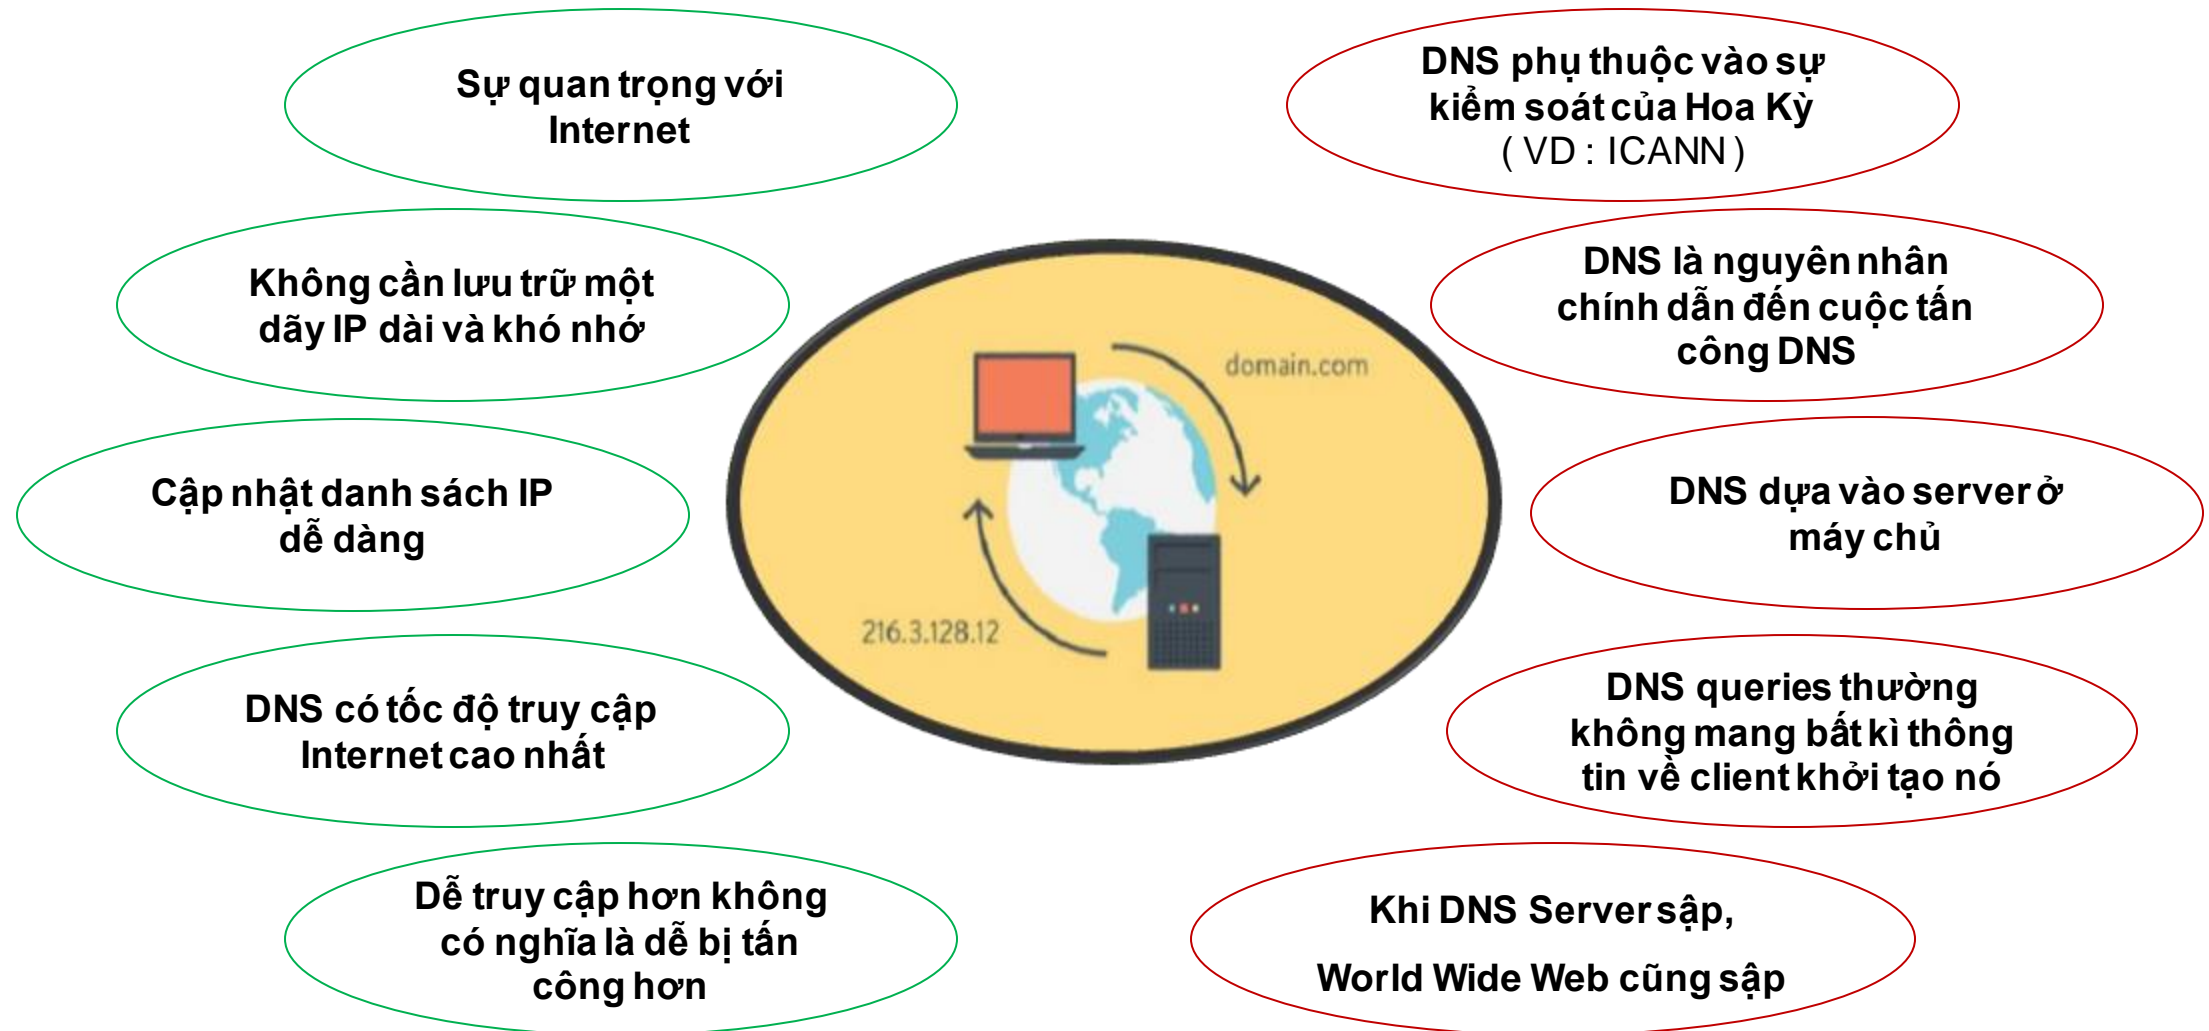 Sự quan trọng với
Internet
Không cần lưu trữ một
dãy IP dài và khó nhớ
Cập nhật danh sách IP
dễ dàng
DNS có tốc độ truy cập
Internet cao nhất
Dễ truy cập hơn không
có nghĩa là dễ bị tấn
công hơn
domain.com
216.3.128.12
DNS phụ thuộc vào sự
kiểm soát của Hoa Kỳ
( VD : ICANN )
DNS là nguyên nhân
chính dẫn đến cuộc tấn
công DNS
DNS dựa vào server ở
máy chủ
DNS queries thường
không mang bất kì thông
tin về client khởi tạo nó
Khi DNS Server sập,
World Wide Web cũng sập